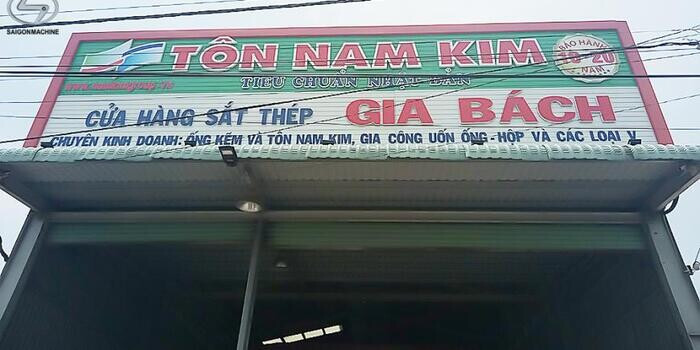 SAIGONMACHINE
TÔN NAM KIM
BẢO HÀNH
10 - 20
NĂM
TIÊU CHUẨN NHẬT BẢN
CỬA HÀNG SẮT THÉP GIA BÁCH
CHUYÊN KINH DOANH: ỐNG KẼM VÀ TÔN NAM KIM, GIA CÔNG UỐN ỐNG - HỘP VÀ CÁC LOẠI V